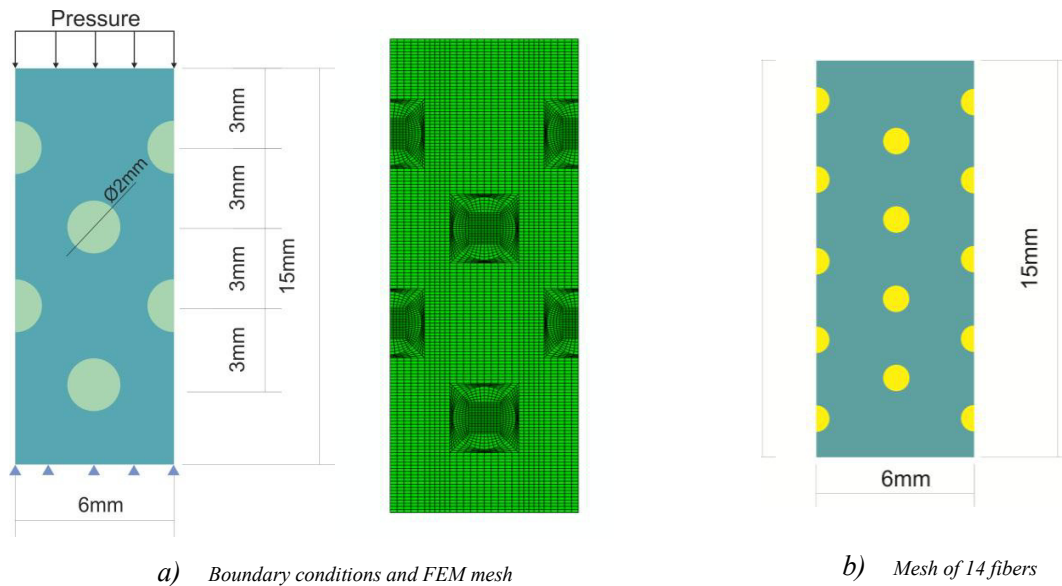 Pressure
3mm
Ø2mm
3mm
3mm
3mm
15mm
6mm
15mm
6mm
a) Boundary conditions and FEM mesh
b) Mesh of 14 fibers